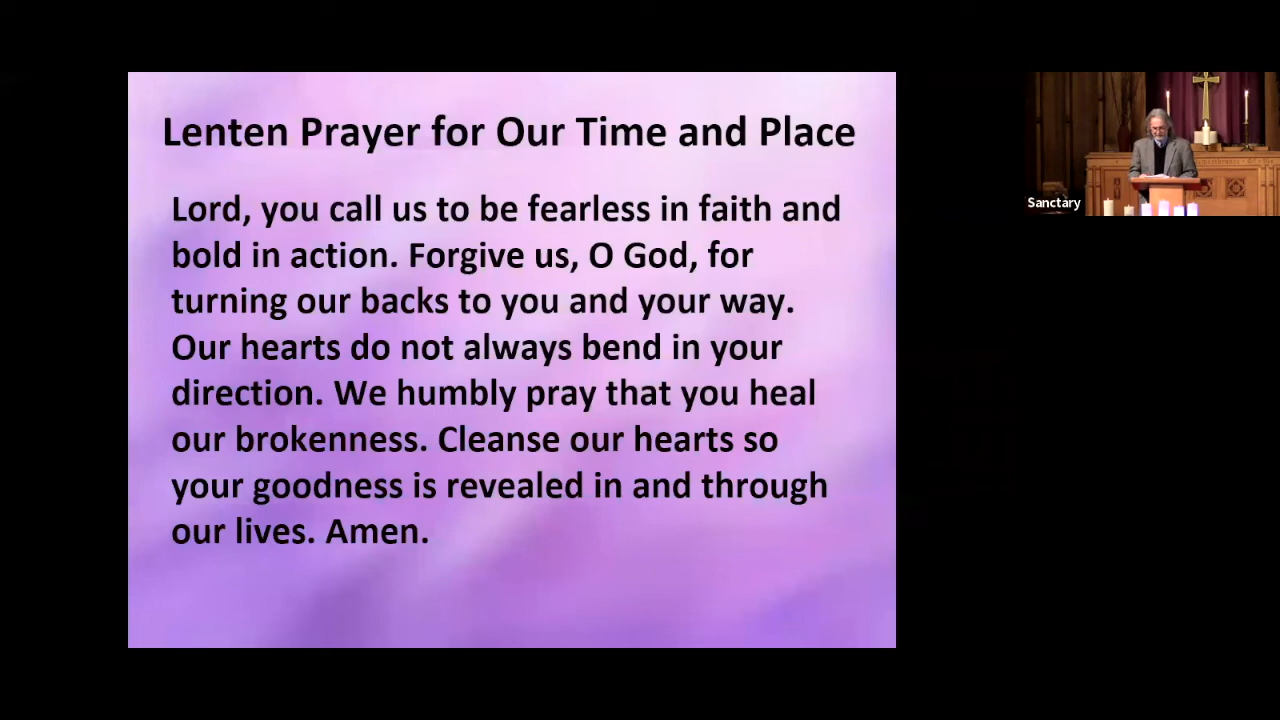 Lenten Prayer for Our Time and Place
Lord, you call us to be fearless in faith and
bold in action. Forgive us, O God, for
turning our backs to you and your way.
Our hearts do not always bend in your
direction. We humbly pray that you heal
our brokenness. Cleanse our hearts so
your goodness is revealed in and through
our lives. Amen.
Sanctary